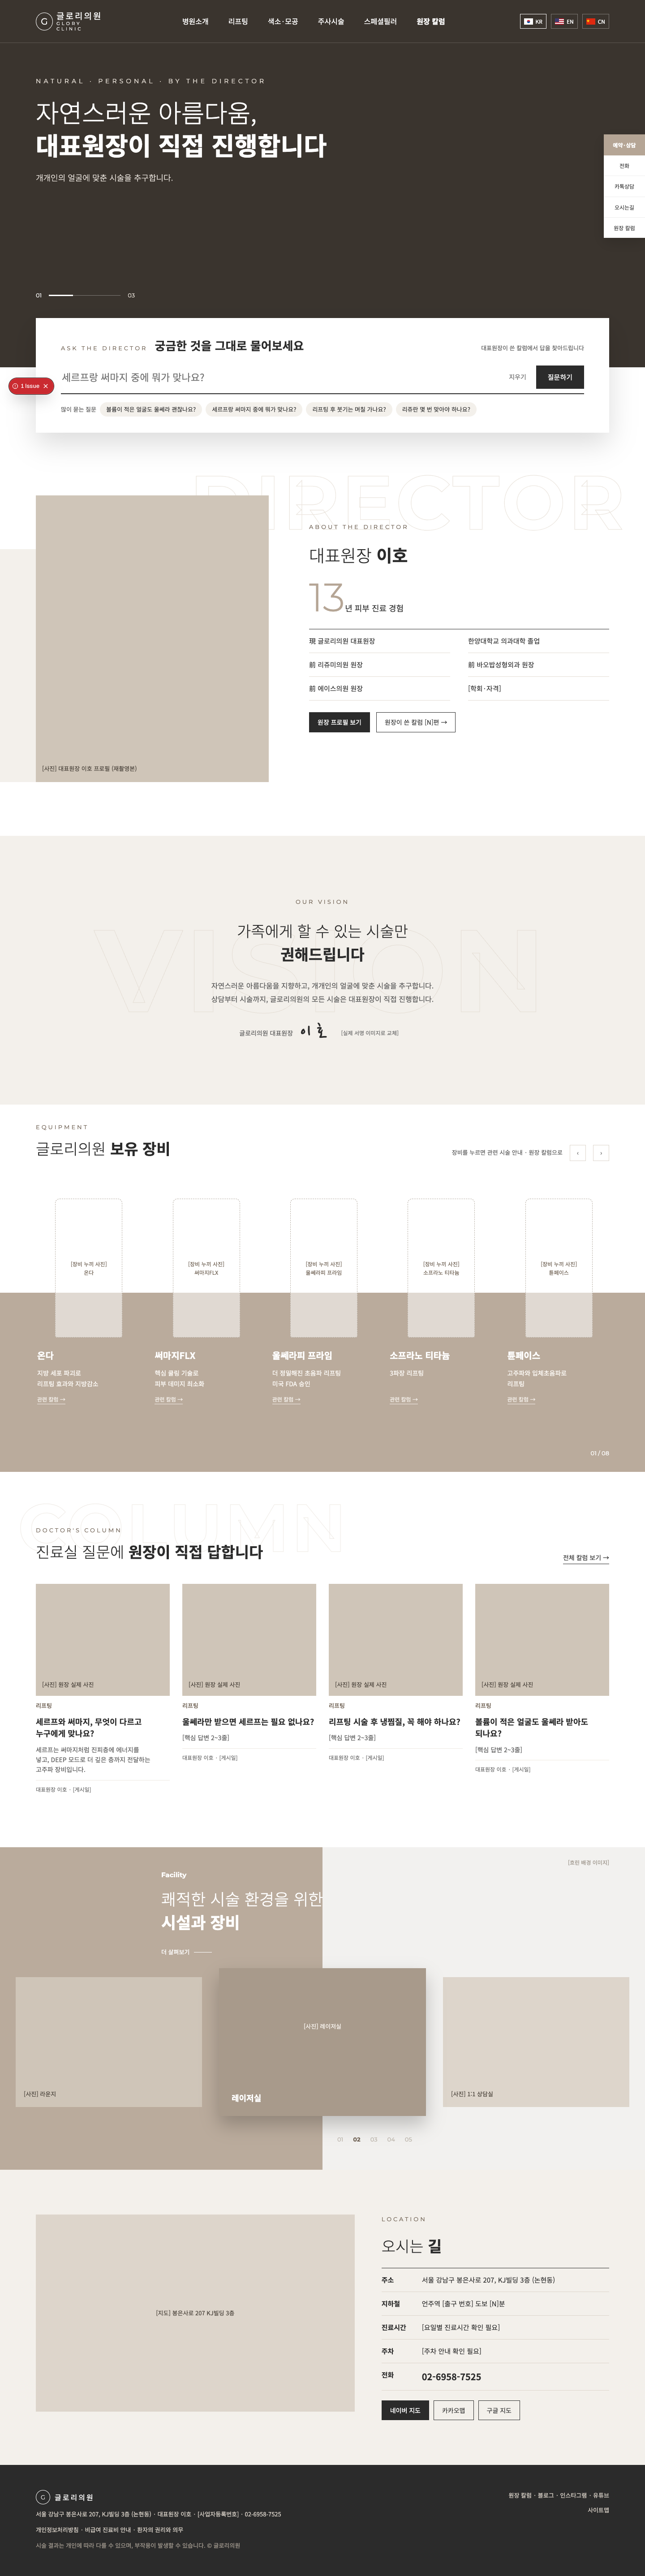 G 글로리의원
GLORY
CLINIC
병원소개 리프팅 색소·모공 주사시술 스페셜필러 원장 칼럼
KR EN CN
NATURAL · PERSONAL · BY THE DIRECTOR
자연스러운 아름다움,
대표원장이 직접 진행합니다
개개인의 얼굴에 맞춘 시술을 추구합니다.
예약·상담
전화
카톡상담
오시는길
원장 칼럼
01 03
ASK THE DIRECTOR 궁금한 것을 그대로 물어보세요
대표원장이 쓴 칼럼에서 답을 찾아드립니다
1 Issue
세르프랑 써마지 중에 뭐가 맞나요?
지우기 질문하기
많이 묻는 질문 볼륨이 적은 얼굴도 울쎄라 괜찮나요? 세르프랑 써마지 중에 뭐가 맞나요? 리프팅 후 붓기는 며칠 가나요? 리쥬란 몇 번 맞아야 하나요?
DIRECTOR
ABOUT THE DIRECTOR
대표원장 이호
13년 피부 진료 경험
現 글로리의원 대표원장
한양대학교 의과대학 졸업
前 리쥬미의원 원장
前 바오밥성형외과 원장
前 에이스의원 원장
[학회·자격]
원장 프로필 보기
원장이 쓴 칼럼 [N]편 →
[사진] 대표원장 이호 프로필 (재촬영본)
VISION
OUR VISION
가족에게 할 수 있는 시술만
권해드립니다
자연스러운 아름다움을 지향하고, 개개인의 얼굴에 맞춘 시술을 추구합니다.
상담부터 시술까지, 글로리의원의 모든 시술은 대표원장이 직접 진행합니다.
글로리의원 대표원장 이호 [실제 서명 이미지로 교체]
EQUIPMENT
글로리의원 보유 장비
장비를 누르면 관련 시술 안내 · 원장 칼럼으로 ‹ ›
[장비 누끼 사진]
온다
[장비 누끼 사진]
써마지FLX
[장비 누끼 사진]
울쎄라피 프라임
[장비 누끼 사진]
소프라노 티타늄
[장비 누끼 사진]
튠페이스
온다
지방 세포 파괴로
리프팅 효과와 지방감소
관련 칼럼 →
써마지FLX
핵심 쿨링 기술로
피부 데미지 최소화
관련 칼럼 →
울쎄라피 프라임
더 정밀해진 초음파 리프팅
미국 FDA 승인
관련 칼럼 →
소프라노 티타늄
3파장 리프팅
관련 칼럼 →
튠페이스
고주파와 입체초음파로
리프팅
관련 칼럼 →
01 / 08
COLUMN
DOCTOR'S COLUMN
진료실 질문에 원장이 직접 답합니다
전체 칼럼 보기 →
[사진] 원장 실제 사진
리프팅
세르프와 써마지, 무엇이 다르고
누구에게 맞나요?
세르프는 써마지처럼 진피층에 에너지를
넣고, DEEP 모드로 더 깊은 층까지 전달하는
고주파 장비입니다.
대표원장 이호 · [게시일]
[사진] 원장 실제 사진
리프팅
울쎄라만 받으면 세르프는 필요 없나요?
[핵심 답변 2~3줄]
대표원장 이호 · [게시일]
[사진] 원장 실제 사진
리프팅
리프팅 시술 후 냉찜질, 꼭 해야 하나요?
[핵심 답변 2~3줄]
대표원장 이호 · [게시일]
[사진] 원장 실제 사진
리프팅
볼륨이 적은 얼굴도 울쎄라 받아도
되나요?
[핵심 답변 2~3줄]
대표원장 이호 · [게시일]
Facility
쾌적한 시술 환경을 위한
시설과 장비
더 살펴보기
[흐린 배경 이미지]
[사진] 라운지
[사진] 레이저실
레이저실
[사진] 1:1 상담실
01 02 03 04 05
[지도] 봉은사로 207 KJ빌딩 3층
LOCATION
오시는 길
주소 서울 강남구 봉은사로 207, KJ빌딩 3층 (논현동)
지하철 언주역 [출구 번호] 도보 [N]분
진료시간 [요일별 진료시간 확인 필요]
주차 [주차 안내 확인 필요]
전화 02-6958-7525
네이버 지도 카카오맵 구글 지도
G 글로리의원
서울 강남구 봉은사로 207, KJ빌딩 3층 (논현동) · 대표원장 이호 · [사업자등록번호] · 02-6958-7525
개인정보처리방침 · 비급여 진료비 안내 · 환자의 권리와 의무
시술 결과는 개인에 따라 다를 수 있으며, 부작용이 발생할 수 있습니다. © 글로리의원
원장 칼럼 · 블로그 · 인스타그램 · 유튜브
사이트맵